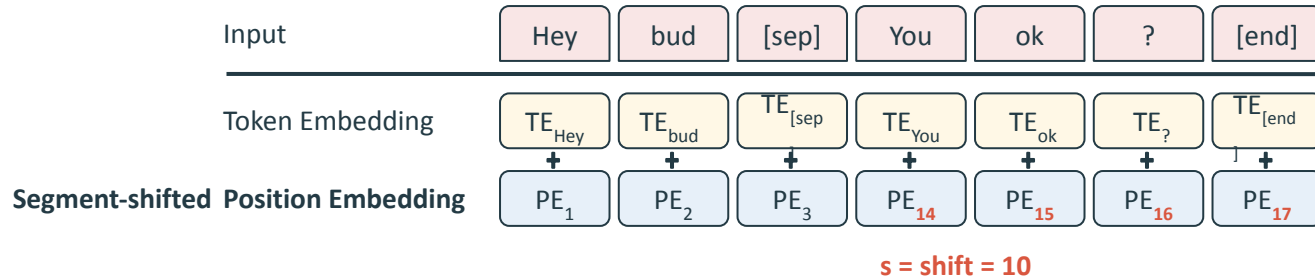 Input Hey bud [sep] You ok ? [end]
Token Embedding TE_Hey TE_bud TE_[sep] TE_You TE_ok TE_? TE_[end]
+ + + + + + +
Segment-shifted Position Embedding PE_1 PE_2 PE_3 PE_14 PE_15 PE_16 PE_17
s = shift = 10